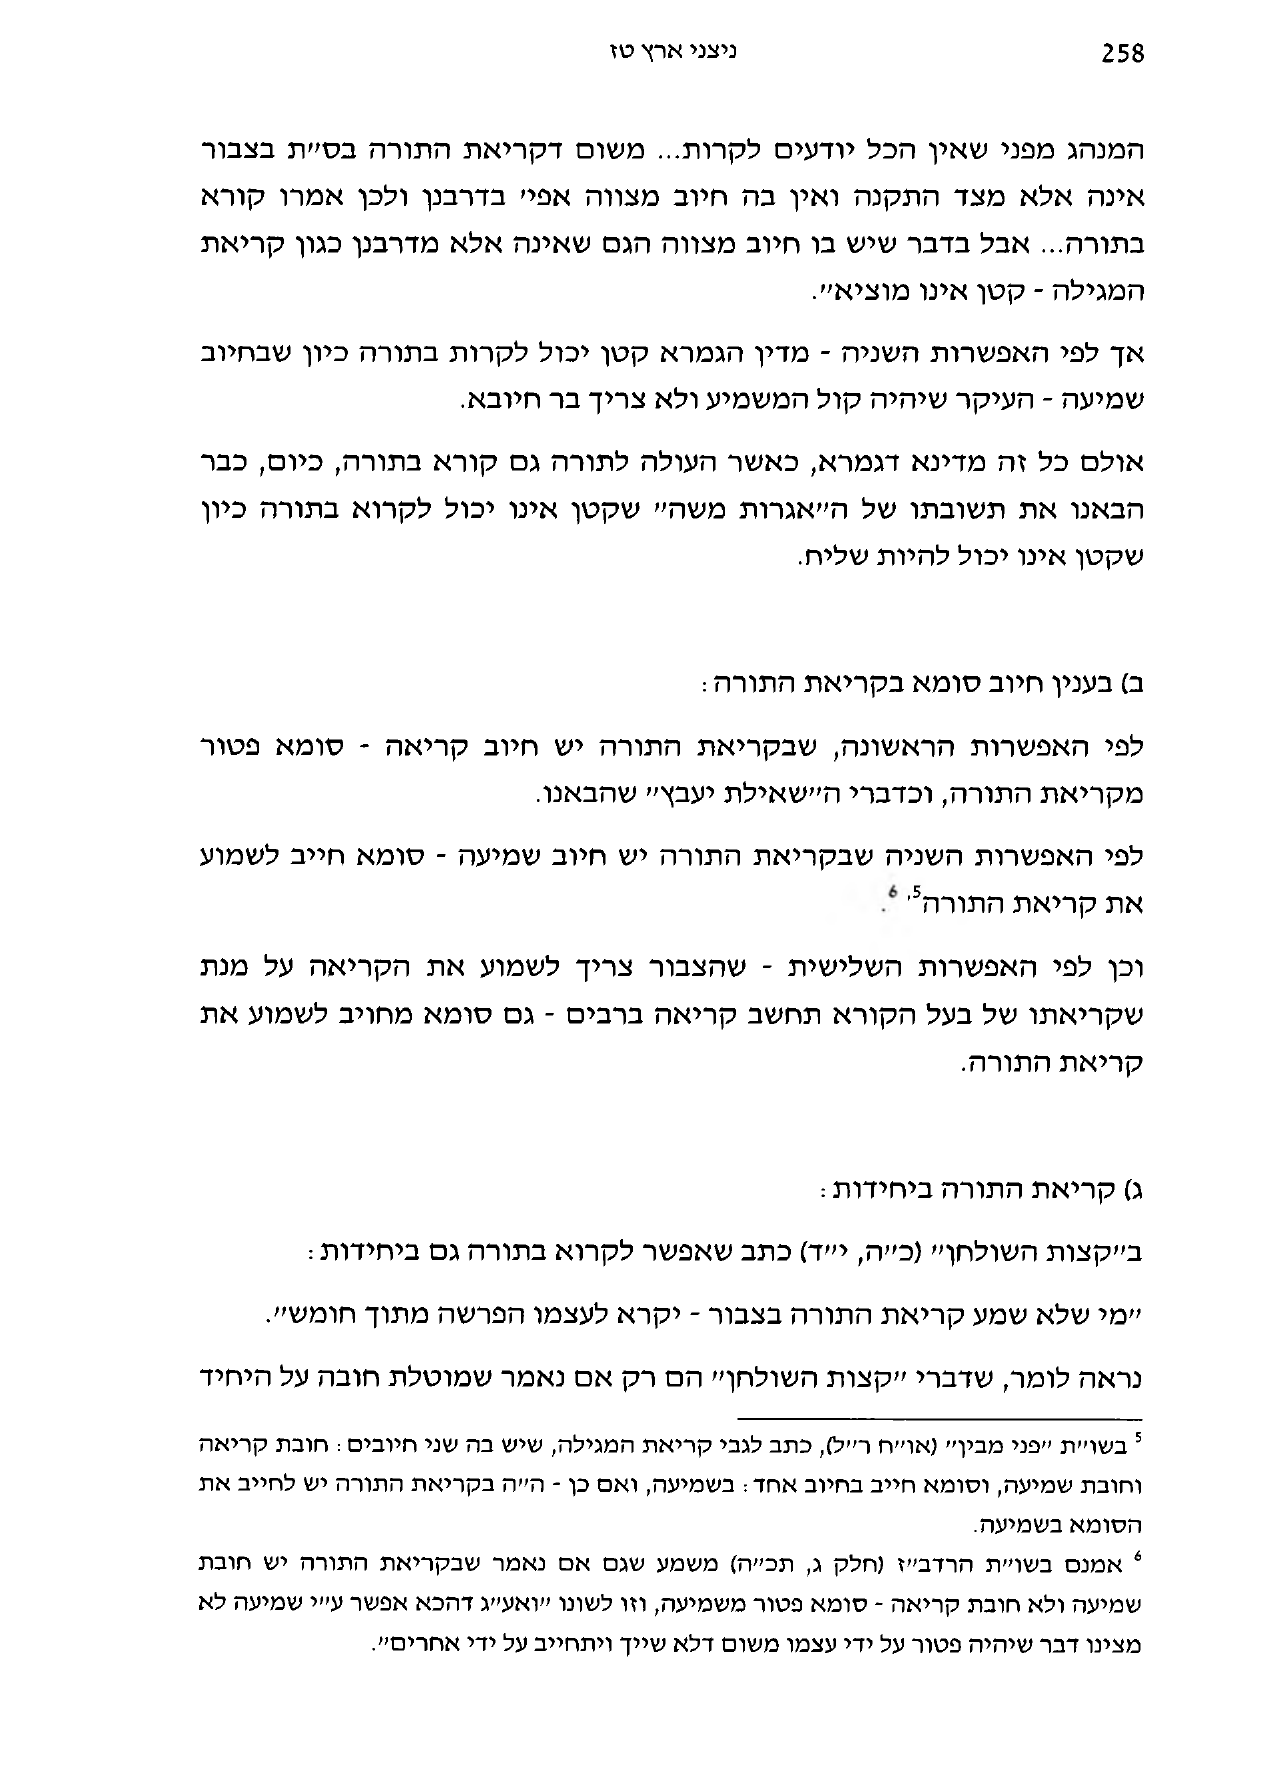 258 ניצני ארץ טז
המנהג מפני שאין הכל יודעים לקרות... משום דקריאת התורה בס״ת בצבור
אינה אלא מצד התקנה ואין בה חיוב מצווה אפי׳ בדרבנן ולכן אמרו קורא
בתורה... אבל בדבר שיש בו חיוב מצווה הגם שאינה אלא מדרבנן כגון קריאת
המגילה - קטן אינו מוציא״.
אך לפי האפשרות השניה - מדין הגמרא קטן יכול לקרות בתורה כיון שבחיוב
שמיעה - העיקר שיהיה קול המשמיע ולא צריך בר חיובא.
אולם כל זה מדינא דגמרא, כאשר העולה לתורה גם קורא בתורה, כיום, כבר
הבאנו את תשובתו של ה״אגרות משה״ שקטן אינו יכול לקרוא בתורה כיון
שקטן אינו יכול להיות שליח.
ב) בענין חיוב סומא בקריאת התורה:
לפי האפשרות הראשונה, שבקריאת התורה יש חיוב קריאה - סומא פטור
מקריאת התורה, וכדברי ה״שאילת יעבץ״ שהבאנו.
לפי האפשרות השניה שבקריאת התורה יש חיוב שמיעה - סומא חייב לשמוע
את קריאת התורה5, 6.
וכן לפי האפשרות השלישית - שהצבור צריך לשמוע את הקריאה על מנת
שקריאתו של בעל הקורא תחשב קריאה ברבים - גם סומא מחויב לשמוע את
קריאת התורה.
ג) קריאת התורה ביחידות:
ב״קצות השולחן״ (כ״ה, י״ד) כתב שאפשר לקרוא בתורה גם ביחידות:
״מי שלא שמע קריאת התורה בצבור - יקרא לעצמו הפרשה מתוך חומש״.
נראה לומר, שדברי ״קצות השולחן״ הם רק אם נאמר שמוטלת חובה על היחיד
5 בשו״ת ״פני מבין״ (או״ח ר״ל), כתב לגבי קריאת המגילה, שיש בה שני חיובים: חובת קריאה
וחובת שמיעה, וסומא חייב בחיוב אחד: בשמיעה, ואם כן - ה״ה בקריאת התורה יש לחייב את
הסומא בשמיעה.
6 אמנם בשו״ת הרדב״ז (חלק ג, תכ״ה) משמע שגם אם נאמר שבקריאת התורה יש חובת
שמיעה ולא חובת קריאה - סומא פטור משמיעה, וזו לשונו ״ואע״ג דהכא אפשר ע״י שמיעה לא
מצינו דבר שיהיה פטור על ידי עצמו משום דלא שייך ויתחייב על ידי אחרים״.